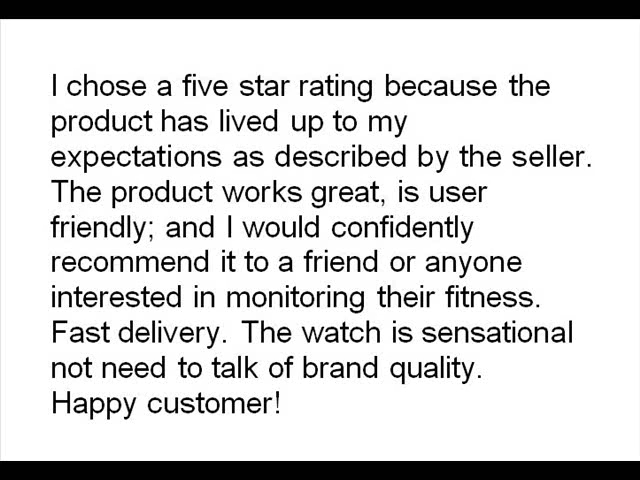 I chose a five star rating because the
product has lived up to my
expectations as described by the seller.
The product works great, is user
friendly; and I would confidently
recommend it to a friend or anyone
interested in monitoring their fitness.
Fast delivery. The watch is sensational
not need to talk of brand quality.
Happy customer!